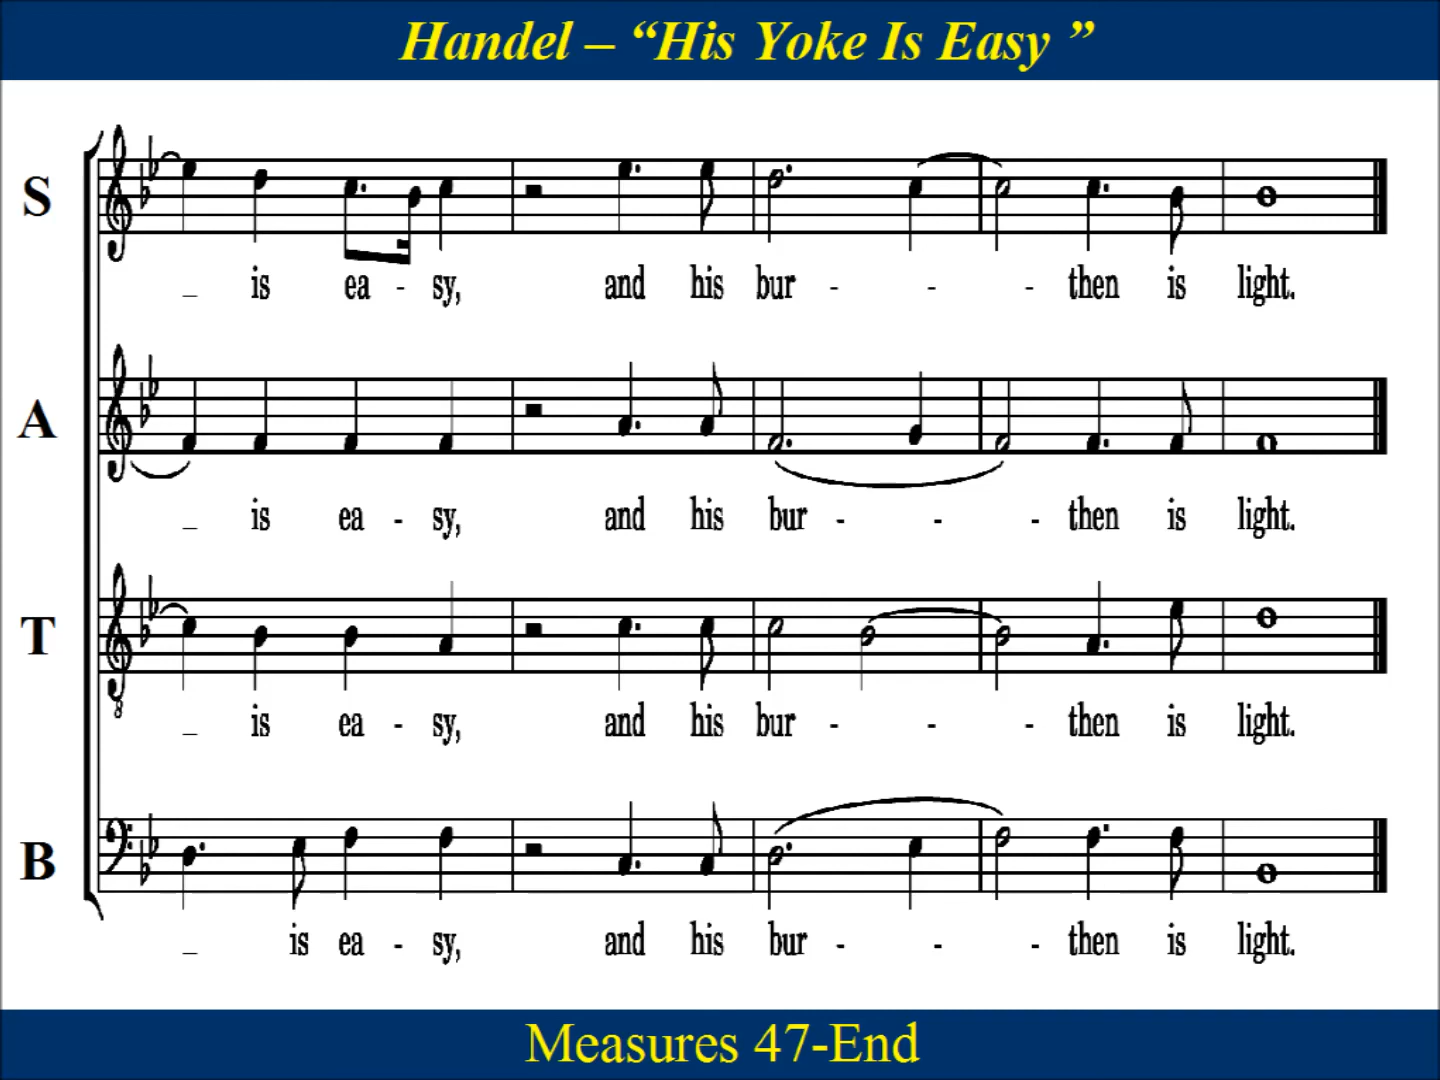 Handel – “His Yoke Is Easy ”
S
_ is ea - sy, and his bur - - - then is light.
A
_ is ea - sy, and his bur - - - then is light.
T
8
_ is ea - sy, and his bur - - - then is light.
B
_ is ea - sy, and his bur - - - then is light.
Measures 47-End